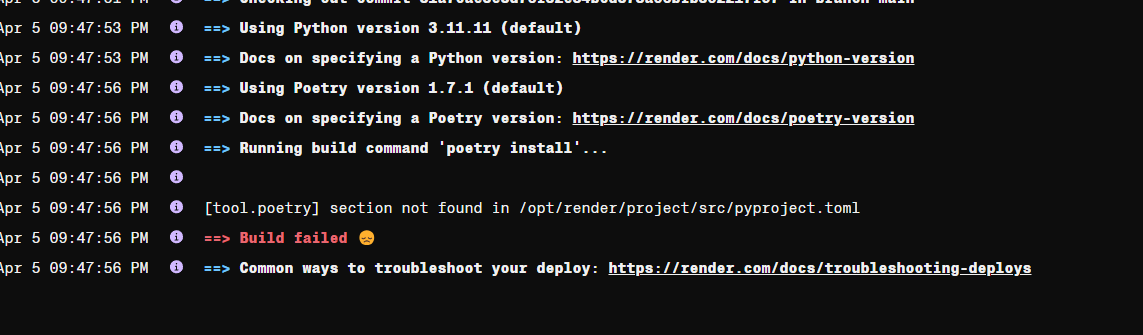 Apr 5 09:47:53 PM ==> Using Python version 3.11.11 (default)
Apr 5 09:47:53 PM ==> Docs on specifying a Python version: https://render.com/docs/python-version
Apr 5 09:47:56 PM ==> Using Poetry version 1.7.1 (default)
Apr 5 09:47:56 PM ==> Docs on specifying a Poetry version: https://render.com/docs/poetry-version
Apr 5 09:47:56 PM ==> Running build command 'poetry install'...
Apr 5 09:47:56 PM
Apr 5 09:47:56 PM [tool.poetry] section not found in /opt/render/project/src/pyproject.toml
Apr 5 09:47:56 PM ==> Build failed 😞
Apr 5 09:47:56 PM ==> Common ways to troubleshoot your deploy: https://render.com/docs/troubleshooting-deploys